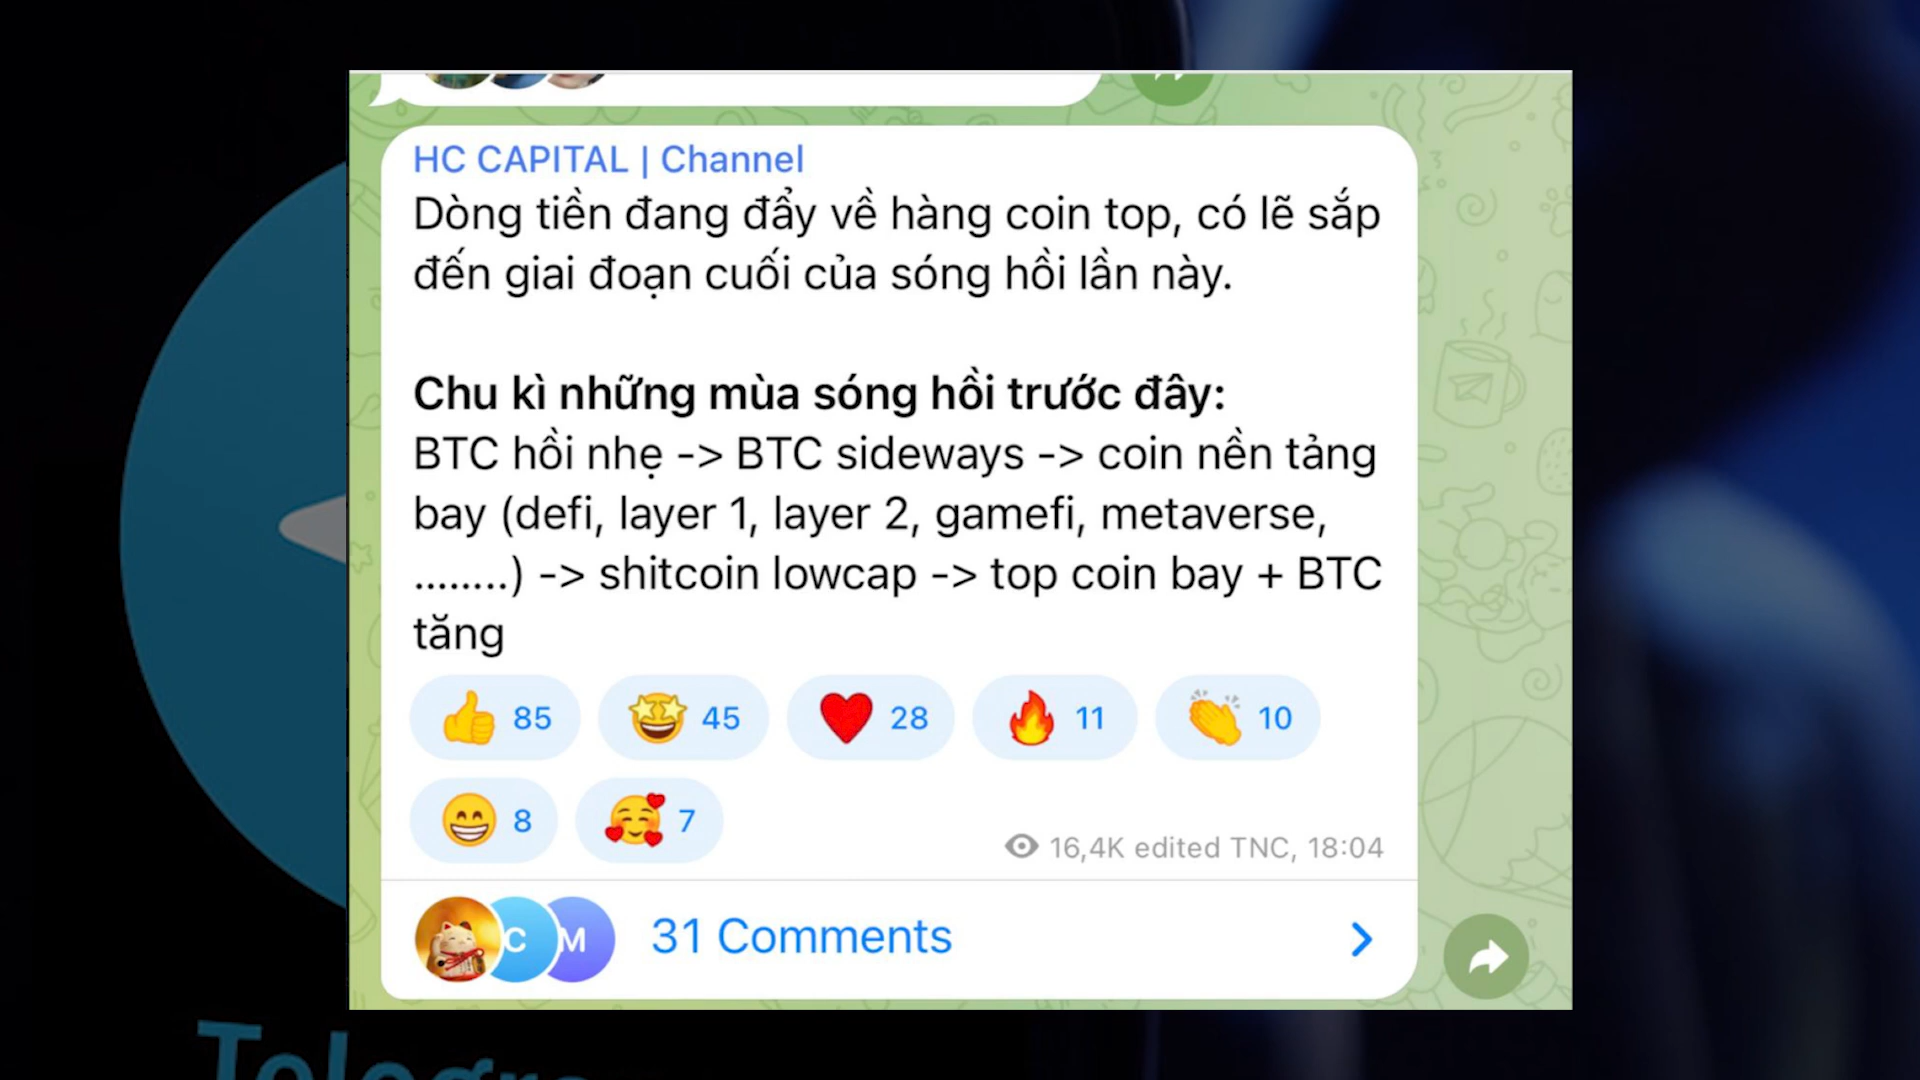 HC CAPITAL | Channel
Dòng tiền đang đẩy về hàng coin top, có lẽ sắp
đến giai đoạn cuối của sóng hồi lần này.
Chu kì những mùa sóng hồi trước đây:
BTC hồi nhẹ -> BTC sideways -> coin nền tảng
bay (defi, layer 1, layer 2, gamefi, metaverse,
........) -> shitcoin lowcap -> top coin bay + BTC
tăng
85 45 28 11 10
8 7
16,4K edited TNC, 18:04
C M 31 Comments